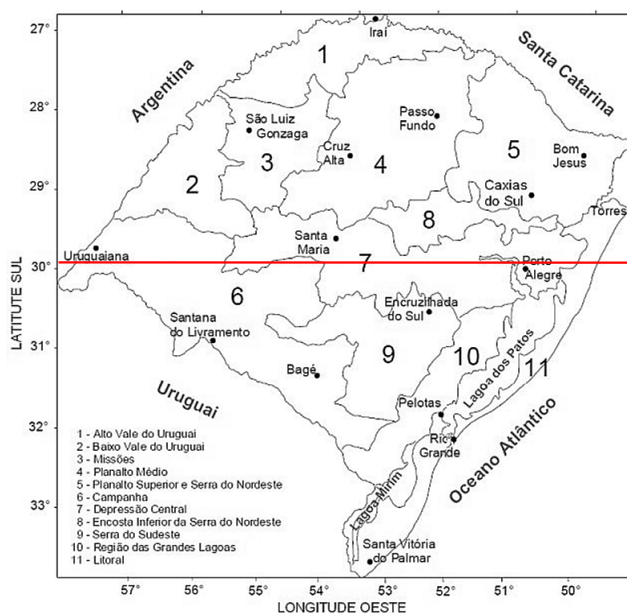 27°
Iraí
1
Santa Catarina
Argentina
28°
São Luiz
Gonzaga
Passo
Fundo
Cruz
Alta
3
4
5
Bom
Jesus
29°
2
Caxias
do Sul
8
Torres
Santa
Maria
Uruguaiana
7
30°
Porto
Alegre
6
Encruzilhada
do Sul
Santana
do Livramento
LATITUTE SUL
31°
9
10
Lagoa dos Patos
11
Bagé
Uruguai
Pelotas
32°
Rio
Grande
Oceano Atlântico
1 - Alto Vale do Uruguai
2 - Baixo Vale do Uruguai
3 - Missões
4 - Planalto Médio
5 - Planalto Superior e Serra do Nordeste
6 - Campanha
7 - Depressão Central
8 - Encosta Inferior da Serra do Nordeste
9 - Serra do Sudeste
10 - Região das Grandes Lagoas
11 - Litoral
33°
Lagoa-Mirim
Santa Vitória
do Palmar
57° 56° 55° 54° 53° 52° 51° 50°
LONGITUDE OESTE